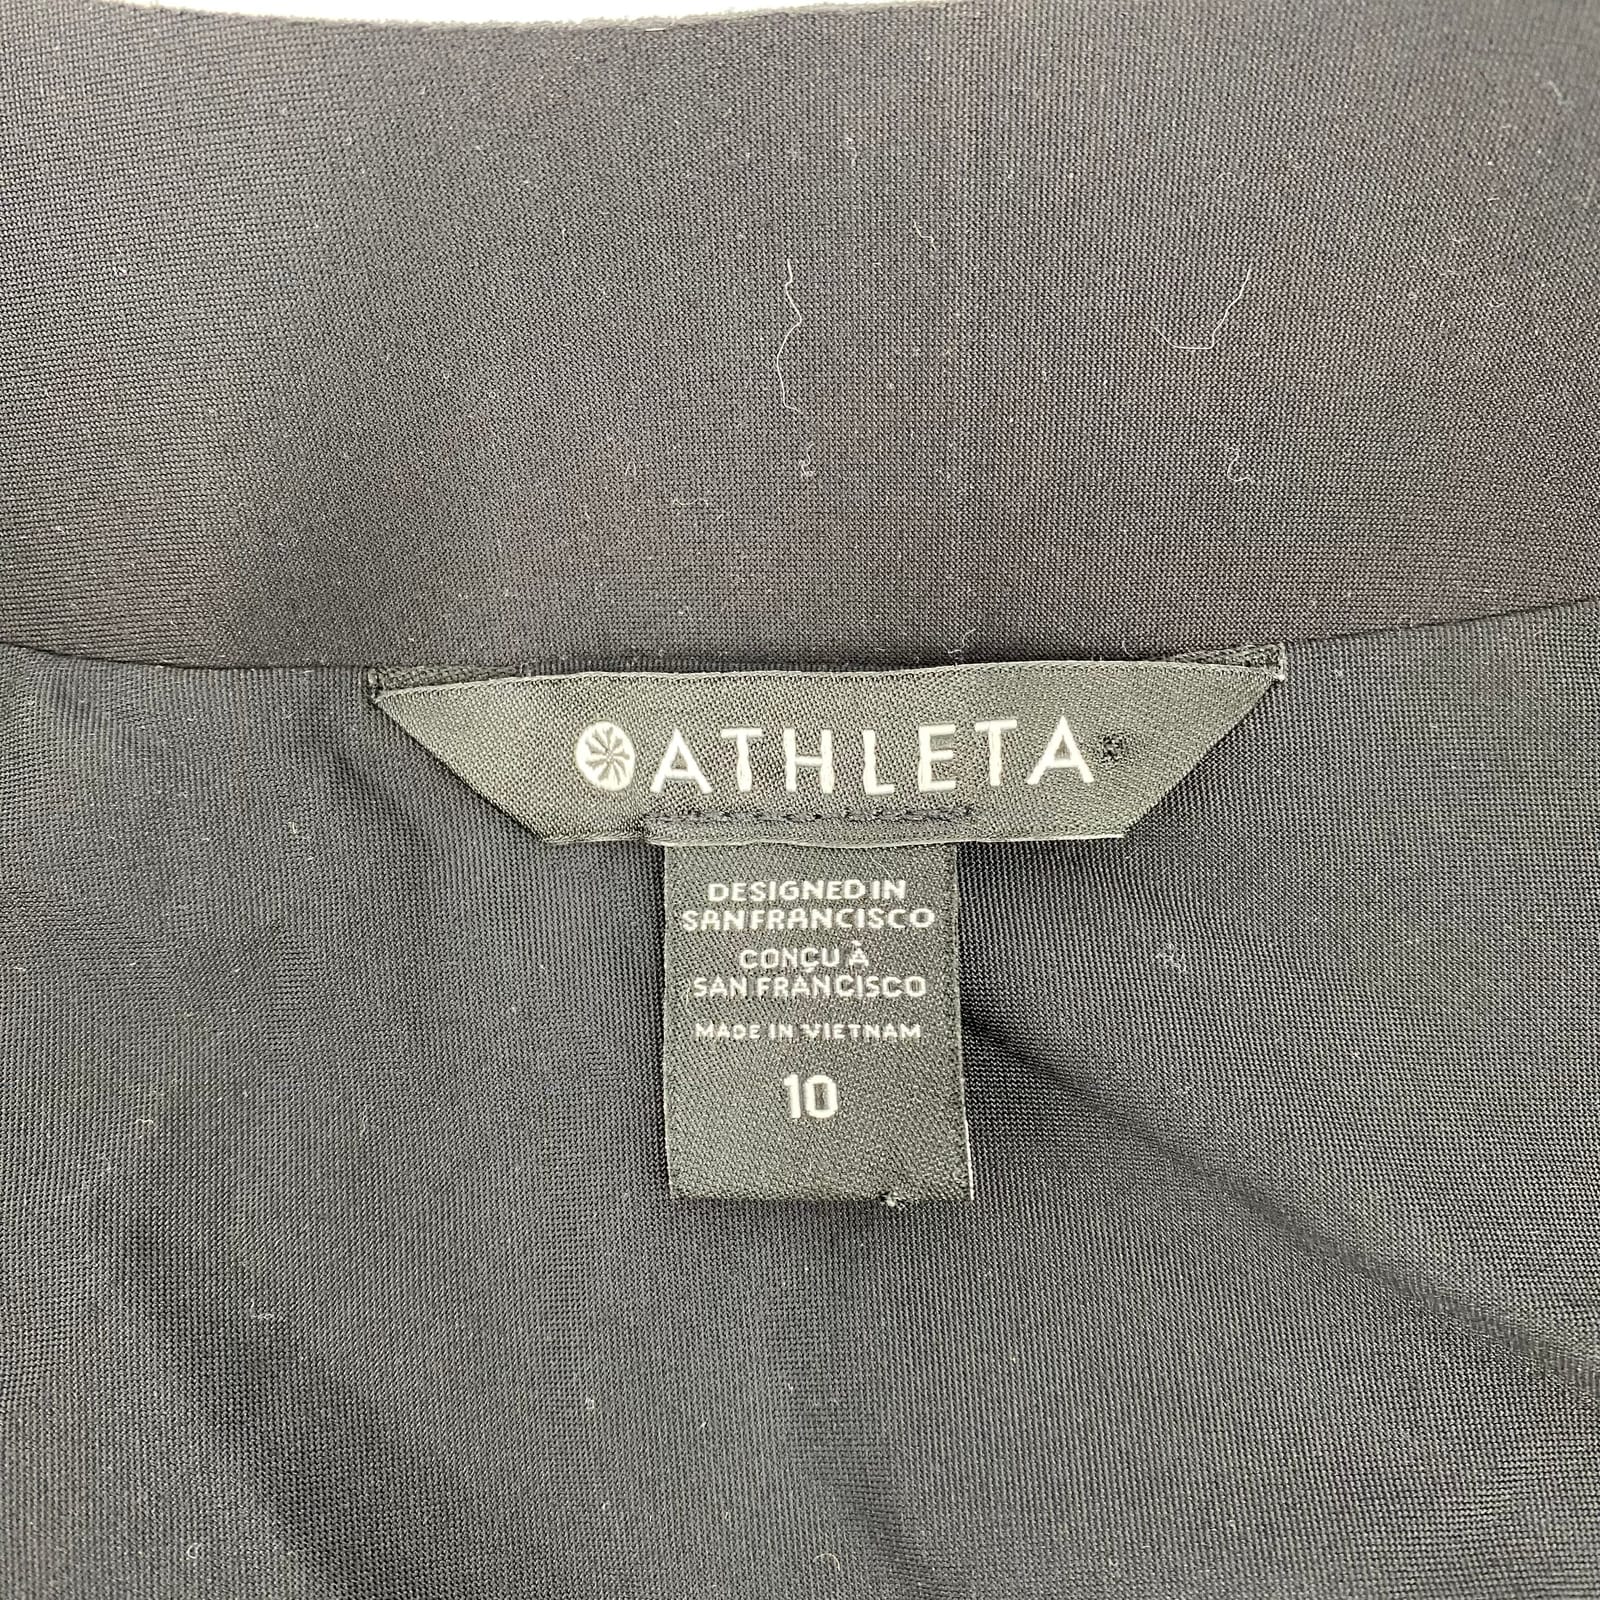 ATHLETA®
DESIGNED IN
SAN FRANCISCO
CONÇU À
SAN FRANCISCO
MADE IN VIETNAM
10